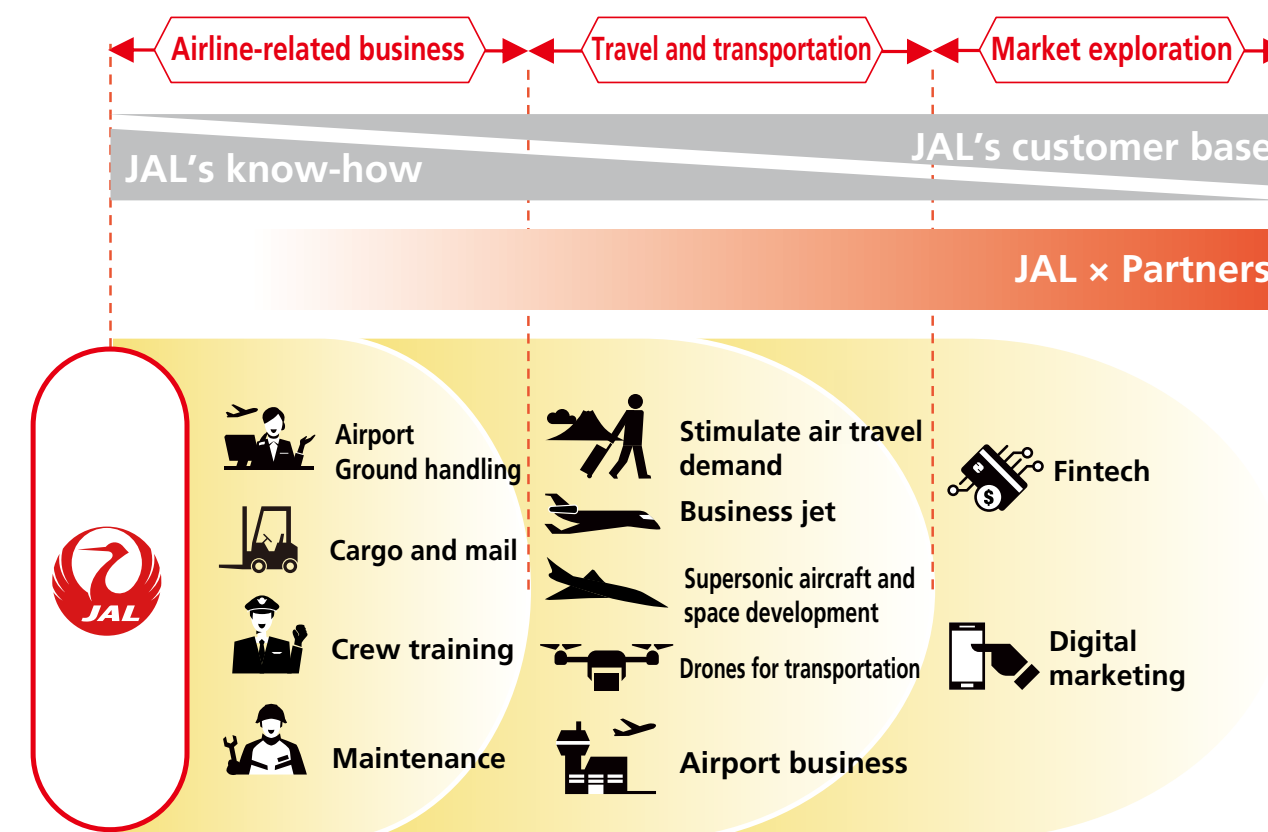 Airline-related business
Travel and transportation
Market exploration
JAL's customer base
JAL's know-how
JAL × Partners
JAL
Airport
Ground handling
Cargo and mail
Crew training
Maintenance
Stimulate air travel
demand
Business jet
Supersonic aircraft and
space development
Drones for transportation
Airport business
Fintech
$
Digital
marketing